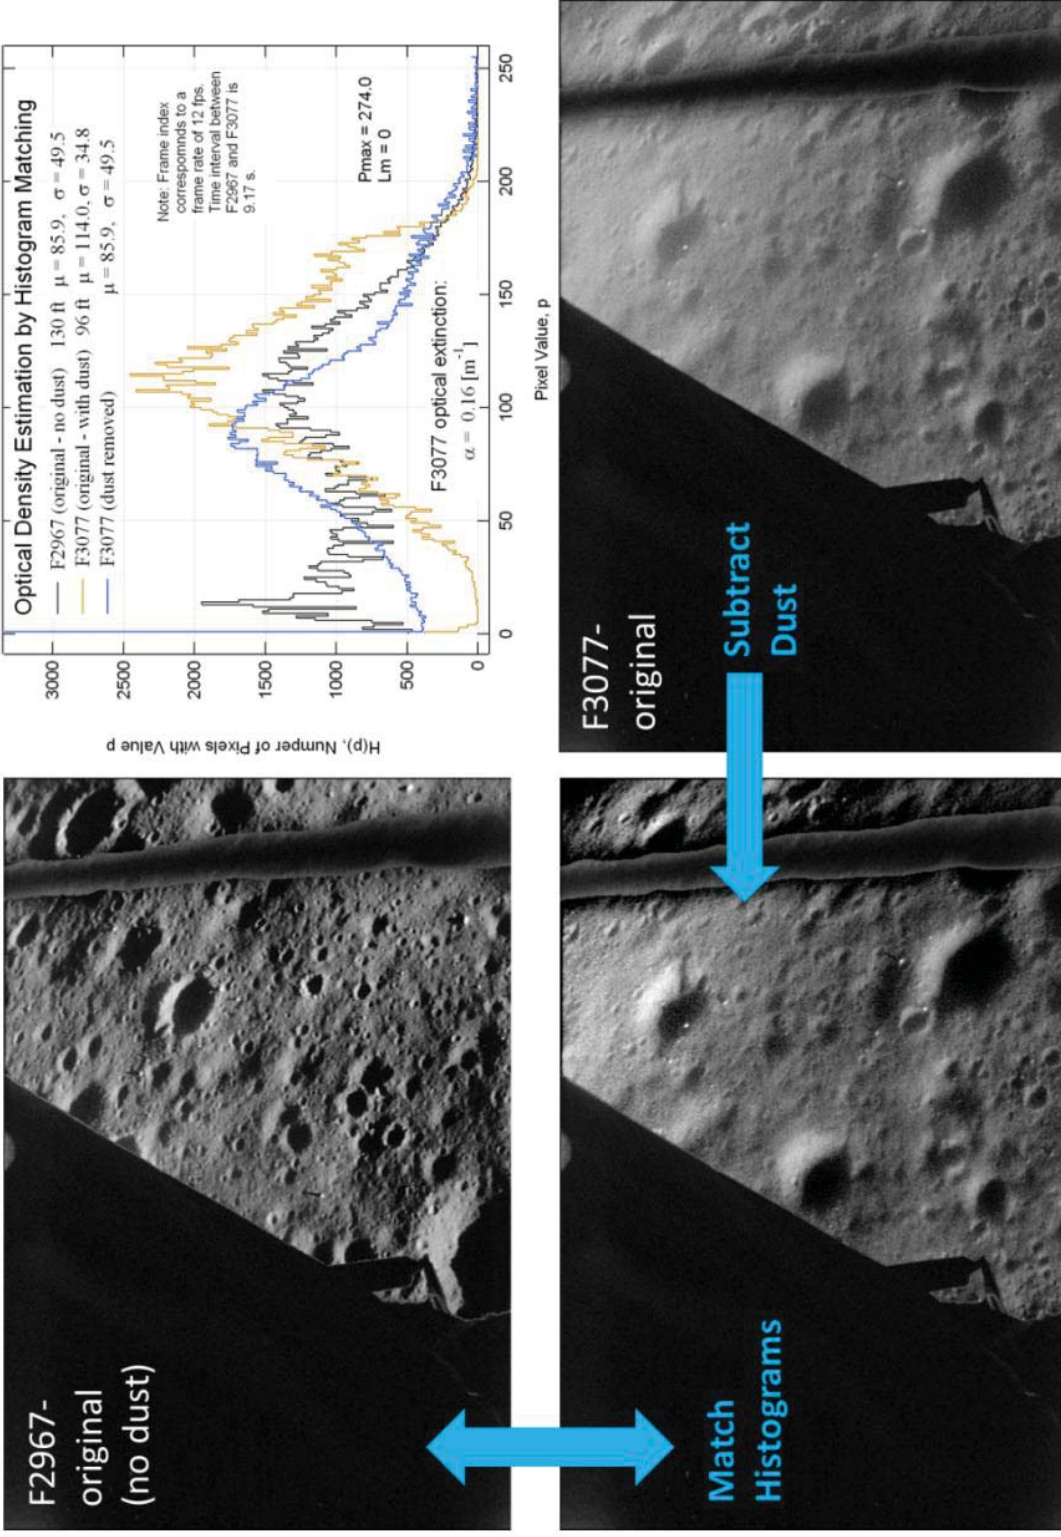 F2967-
original
(no dust)
Optical Density Estimation by Histogram Matching
F2967 (original - no dust) 130 ft μ = 85.9, σ = 49.5
F3077 (original - with dust) 96 ft μ = 114.0, σ = 34.8
F3077 (dust removed) μ = 85.9, σ = 49.5
Note: Frame index
correspomnds to a
frame rate of 12 fps.
Time interval between
F2967 and F3077 is
9.17 s.
Pmax = 274.0
Lm = 0
F3077 optical extinction:
α = 0.16 [m⁻¹]
H(p), Numper of Pixels with Value p
3000
2500
2000
1500
1000
500
0
0 50 100 150 200 250
Pixel Value, p
Match
Histograms
Subtract
Dust
F3077-
original